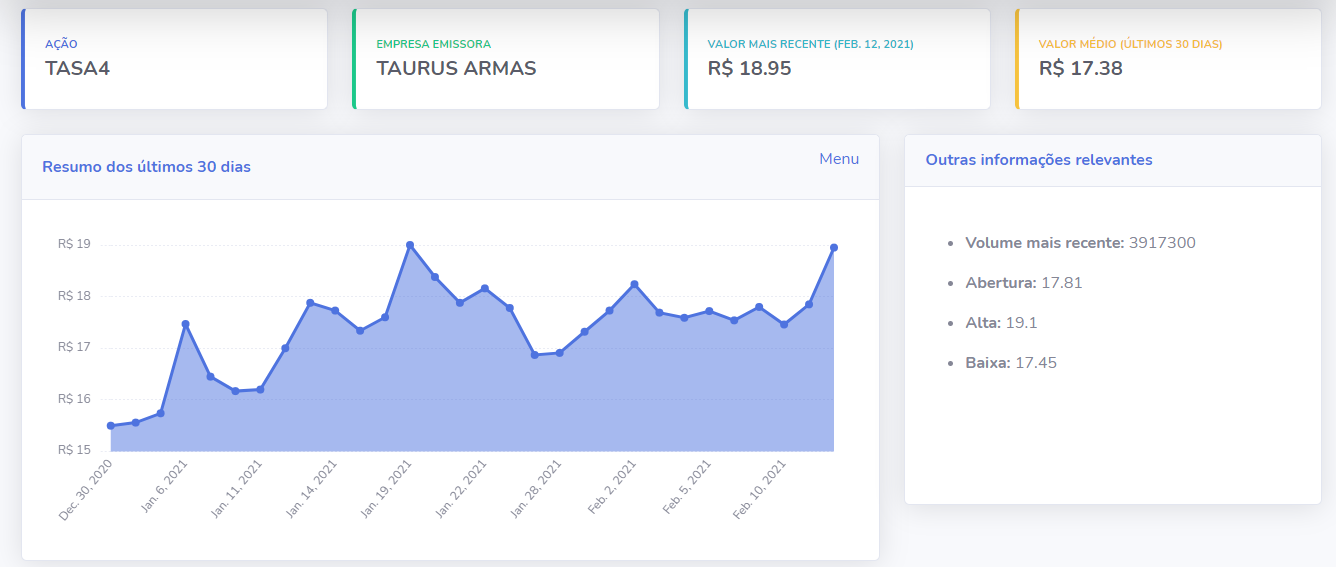 AÇÃO
TASA4
EMPRESA EMISSORA
TAURUS ARMAS
VALOR MAIS RECENTE (FEB. 12, 2021)
R$ 18.95
VALOR MÉDIO (ÚLTIMOS 30 DIAS)
R$ 17.38
Resumo dos últimos 30 dias
Menu
R$ 19
R$ 18
R$ 17
R$ 16
R$ 15
Dec. 30, 2020
Jan. 6, 2021
Jan. 11, 2021
Jan. 14, 2021
Jan. 19, 2021
Jan. 22, 2021
Jan. 28, 2021
Feb. 2, 2021
Feb. 5, 2021
Feb. 10, 2021
Outras informações relevantes
Volume mais recente: 3917300
Abertura: 17.81
Alta: 19.1
Baixa: 17.45